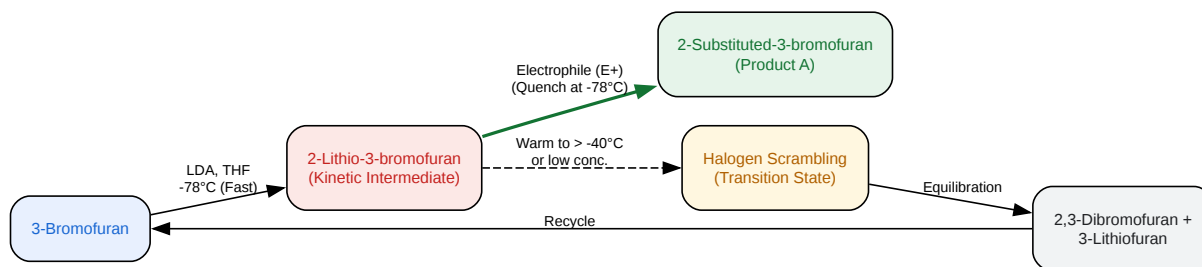 2-Substituted-3-bromofuran
(Product A)
Electrophile (E+)
(Quench at -78°C)
Warm to > -40°C
or low conc.
2-Lithio-3-bromofuran
(Kinetic Intermediate)
Halogen Scrambling
(Transition State)
LDA, THF
-78°C (Fast)
Equilibration
3-Bromofuran
Recycle
2,3-Dibromofuran +
3-Lithiofuran